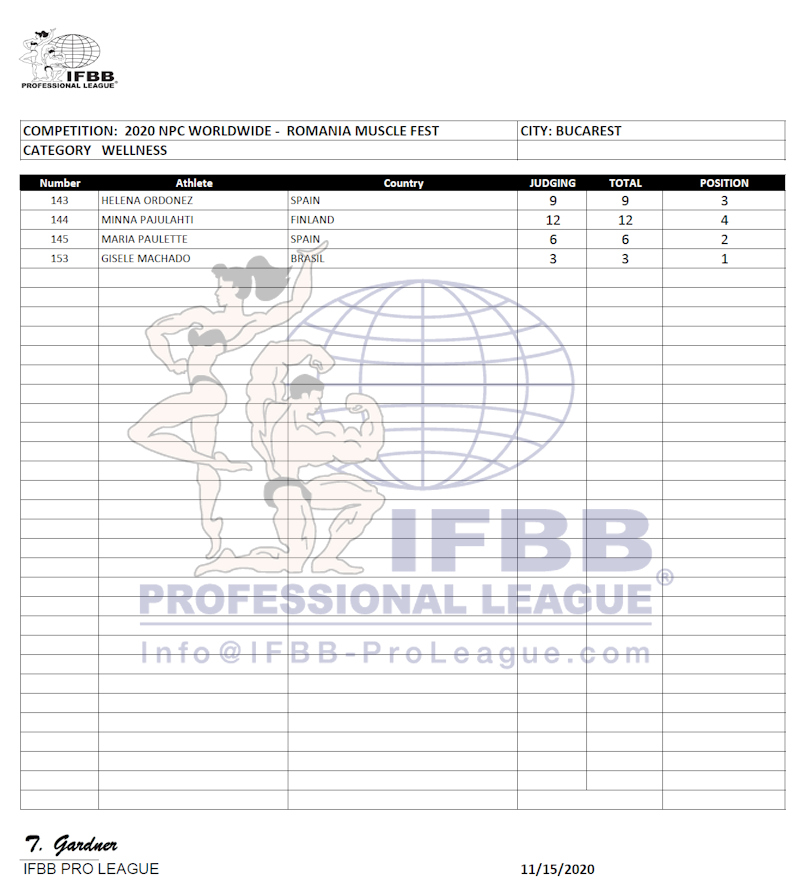 IFBB
PROFESSIONAL LEAGUE®
COMPETITION: 2020 NPC WORLDWIDE - ROMANIA MUSCLE FEST CITY: BUCAREST
CATEGORY WELLNESS
Number Athlete Country JUDGING TOTAL POSITION
143 HELENA ORDONEZ SPAIN 9 9 3
144 MINNA PAJULAHTI FINLAND 12 12 4
145 MARIA PAULETTE SPAIN 6 6 2
153 GISELE MACHADO BRASIL 3 3 1
IFBB
PROFESSIONAL LEAGUE®
Info@IFBB-ProLeague.com
T. Gardner
IFBB PRO LEAGUE 11/15/2020